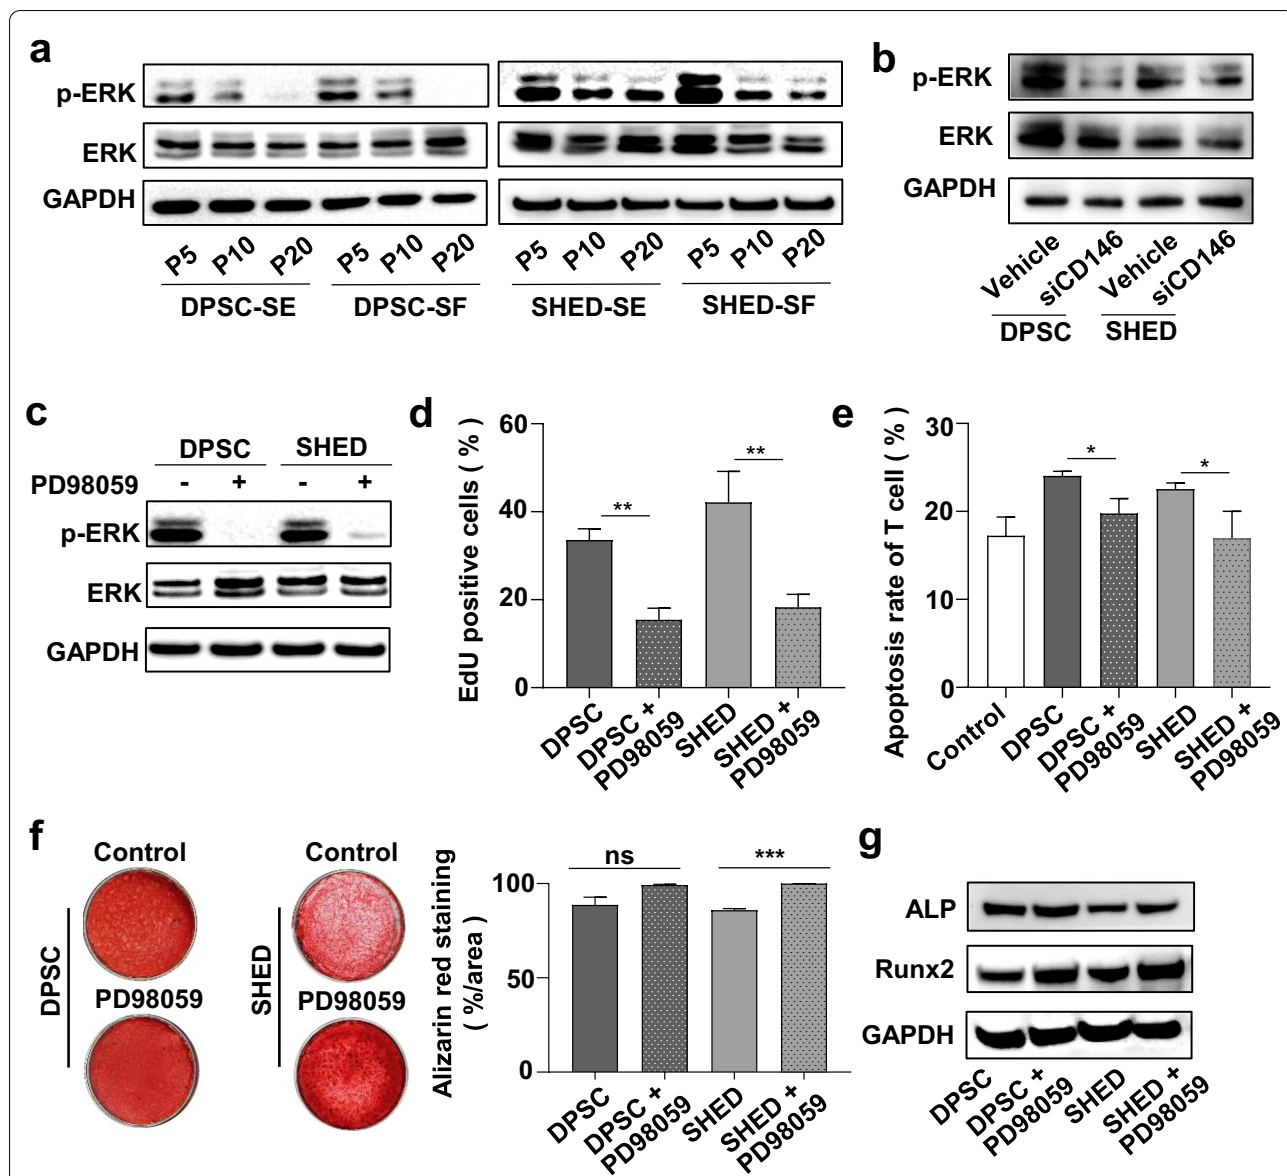 a
p-ERK
ERK
GAPDH
P5 P10 P20 P5 P10 P20 P5 P10 P20 P5 P10 P20
DPSC-SE DPSC-SF SHED-SE SHED-SF
b
p-ERK
ERK
GAPDH
Vehicle siCD146 Vehicle siCD146
DPSC SHED
c
DPSC SHED
PD98059 - + - +
p-ERK
ERK
GAPDH
d
EdU positive cells ( % )
60
40
20
0
** **
DPSC
DPSC +
PD98059
SHED
SHED +
PD98059
e
Apoptosis rate of T cell ( % )
30
20
10
0
* *
Control
DPSC
DPSC +
PD98059
SHED
SHED +
PD98059
f
DPSC
Control
PD98059
SHED
Control
PD98059
Alizarin red staining
( %/area)
100
50
0
ns ***
DPSC
DPSC +
PD98059
SHED
SHED +
PD98059
g
ALP
Runx2
GAPDH
DPSC
DPSC +
PD98059
SHED
SHED +
PD98059